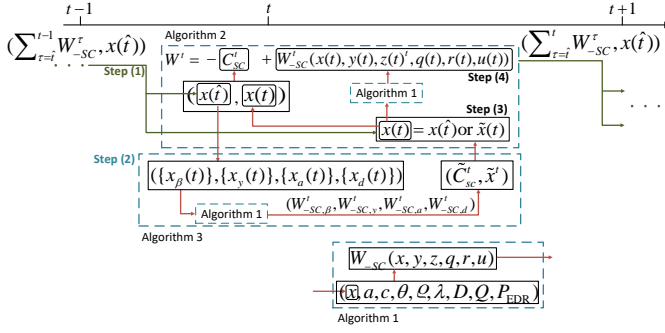 t−1 t t+1
(∑_{τ=t̂}^{t−1} W_{−SC}^τ, x(t̂)) Algorithm 2 (∑_{τ=t̂}^{t} W_{−SC}^τ, x(t̂))
W^t = − C_{SC}^t + W_{−SC}^t(x(t), y(t), z(t)^t, q(t), r(t), u(t))
. . . Step (1) Step (4)
(x(t̂), x(t)) Algorithm 1
Step (3) . . .
x(t) = x(t̂) or x̃(t)
Step (2)
({x_β(t)},{x_y(t)},{x_a(t)},{x_d(t)}) (C̃_{sc}^t, x̃^t)
(W_{−SC,β}^t, W_{−SC,y}^t, W_{−SC,a}^t, W_{−SC,d}^t)
Algorithm 1
Algorithm 3
W_{−SC}(x, y, z, q, r, u)
(x, a, c, θ, ϱ, λ, D, Q, P_{EDR})
Algorithm 1